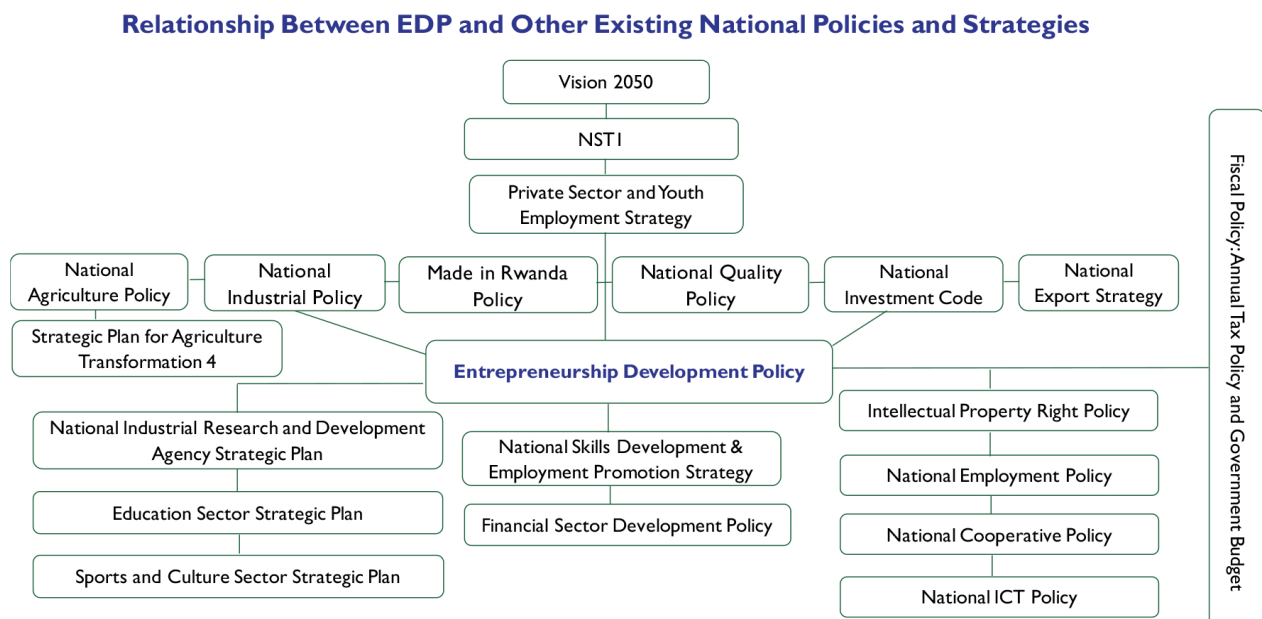 Relationship Between EDP and Other Existing National Policies and Strategies
Vision 2050
NST1
Private Sector and Youth
Employment Strategy
National
Agriculture Policy
National
Industrial Policy
Made in Rwanda
Policy
National Quality
Policy
National
Investment Code
National
Export Strategy
Strategic Plan for Agriculture
Transformation 4
Entrepreneurship Development Policy
National Industrial Research and Development
Agency Strategic Plan
Education Sector Strategic Plan
Sports and Culture Sector Strategic Plan
National Skills Development &
Employment Promotion Strategy
Financial Sector Development Policy
Intellectual Property Right Policy
National Employment Policy
National Cooperative Policy
National ICT Policy
Fiscal Policy: Annual Tax Policy and Government Budget